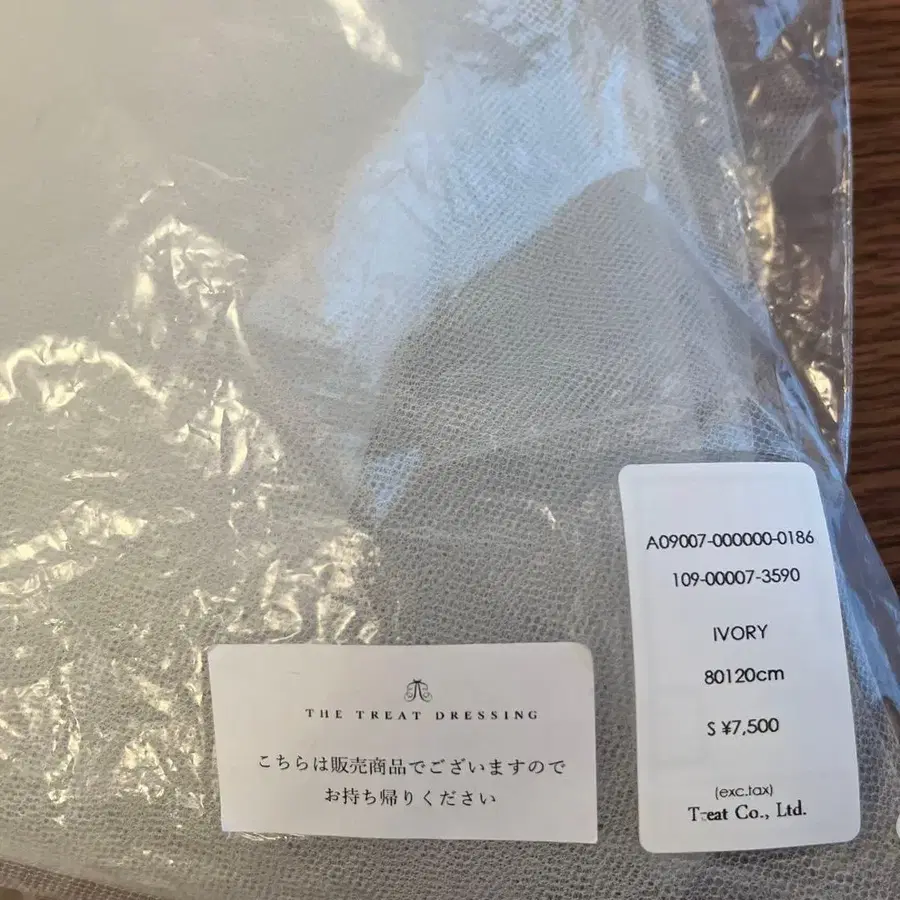 A09007-000000-0186
109-00007-3590
IVORY
80120cm
S ¥7,500
(exc.tax)
Treat Co., Ltd.
THE TREAT DRESSING
こちらは販売商品でございますので
お持ち帰りください